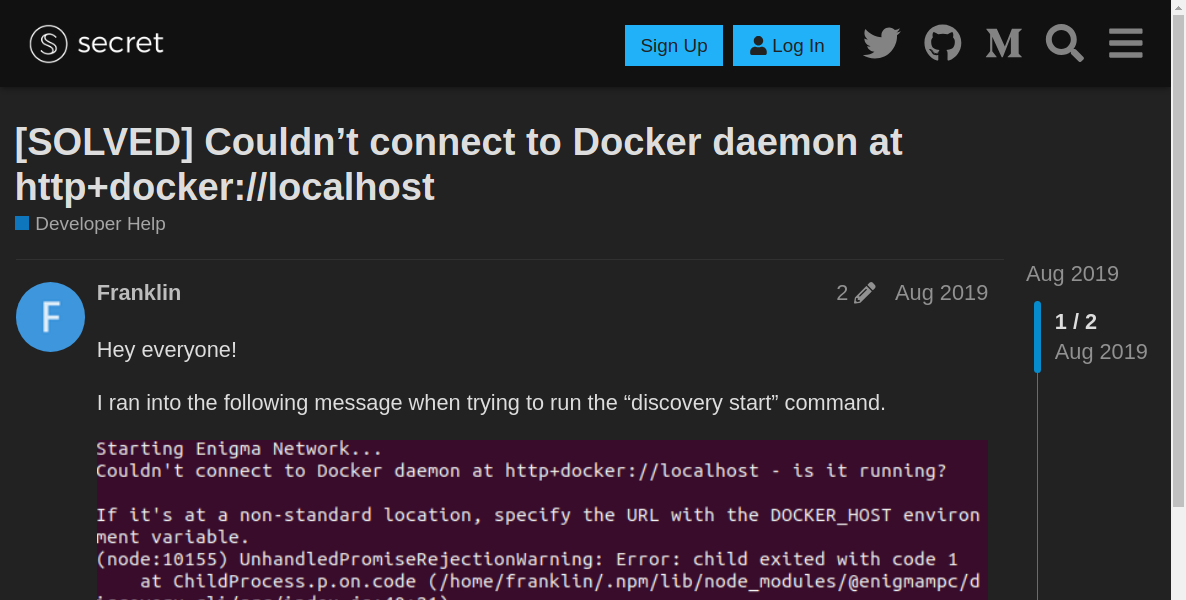 secret
Sign Up
Log In
[SOLVED] Couldn’t connect to Docker daemon at
http+docker://localhost
Developer Help
F
Franklin
2
Aug 2019
Hey everyone!
I ran into the following message when trying to run the “discovery start” command.
Starting Enigma Network...
Couldn't connect to Docker daemon at http+docker://localhost - is it running?
If it's at a non-standard location, specify the URL with the DOCKER_HOST environ
ment variable.
(node:10155) UnhandledPromiseRejectionWarning: Error: child exited with code 1
at ChildProcess.p.on.code (/home/franklin/.npm/lib/node_modules/@enigmampc/d
Aug 2019
1 / 2
Aug 2019